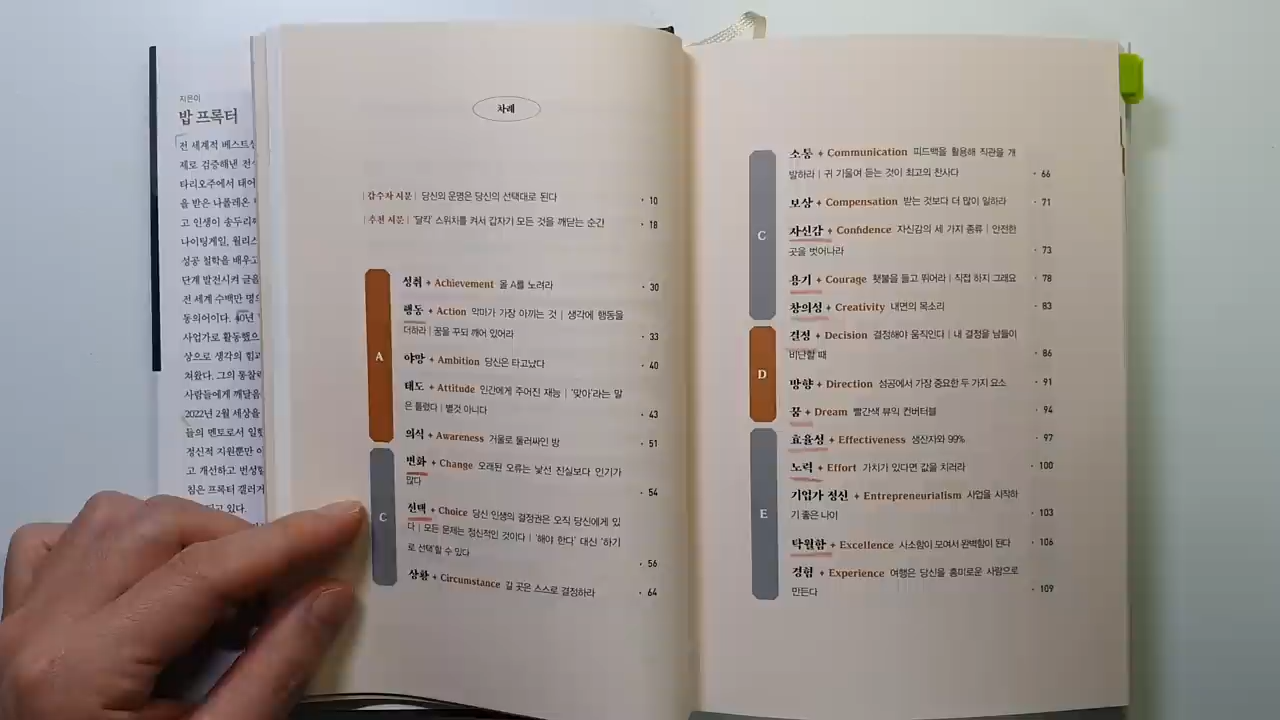 지은이
밥 프록터
전 세계적 베스트
제로 검증해낸 전
타리오주에서 태어
을 받은 나폴레온
고 인생이 송두리
나이팅게일, 월리스
성공 철학을 배우고
단계 발전시켜 글을
전 세계 수백만 명
동의어이다. 40년
사업가로 활동했으
상으로 생각의 힘과
쳐왔다. 그의 통찰
사람들에게 깨달음
2022년 2월 세상을
들의 멘토로서 일
정신적 지원뿐만
고 개선하고 번성
침은 프록터 갤러
있다.
차례
감수자 서문 | 당신의 운명은 당신의 선택대로 된다 · 10
추천 서문 | '달칵' 스위치를 켜서 갑자기 모든 것을 깨닫는 순간 · 18
A
성취 + Achievement 올 A를 노려라 · 30
행동 + Action 악마가 가장 아끼는 것 | 생각에 행동을
더하라 | 꿈을 꾸되 깨어 있어라 · 33
야망 + Ambition 당신은 타고났다 · 40
태도 + Attitude 인간에게 주어진 재능 | '맞아'라는 말
은 틀렸다 | 별것 아니다 · 43
의식 + Awareness 거울로 둘러싸인 방 · 51
C
변화 + Change 오래된 오류는 낯선 진실보다 인기가
많다 · 54
선택 + Choice 당신 인생의 결정권은 오직 당신에게 있
다 | 모든 문제는 정신적인 것이다 | '해야 한다' 대신 '하기
로 선택'할 수 있다 · 56
상황 + Circumstance 길 곳은 스스로 결정하라 · 64
C
소통 + Communication 피드백을 활용해 직관을 개
발하라 | 귀 기울여 듣는 것이 최고의 찬사다 · 66
보상 + Compensation 받는 것보다 더 많이 일하라 · 71
자신감 + Confidence 자신감의 세 가지 종류 | 안전한
곳을 벗어나라 · 73
용기 + Courage 횃불을 들고 뛰어라 | 직접 하지 그래요 · 78
창의성 + Creativity 내면의 목소리 · 83
D
결정 + Decision 결정해야 움직인다 | 내 결정을 남들이
비난할 때 · 86
방향 + Direction 성공에서 가장 중요한 두 가지 요소 · 91
꿈 + Dream 빨간색 뷰익 컨버터블 · 94
E
효율성 + Effectiveness 생산자와 99% · 97
노력 + Effort 가치가 있다면 값을 치러라 · 100
기업가 정신 + Entrepreneurialism 사업을 시작하
기 좋은 나이 · 103
탁월함 + Excellence 사소함이 모여서 완벽함이 된다 · 106
경험 + Experience 여행은 당신을 흥미로운 사람으로
만든다 · 109